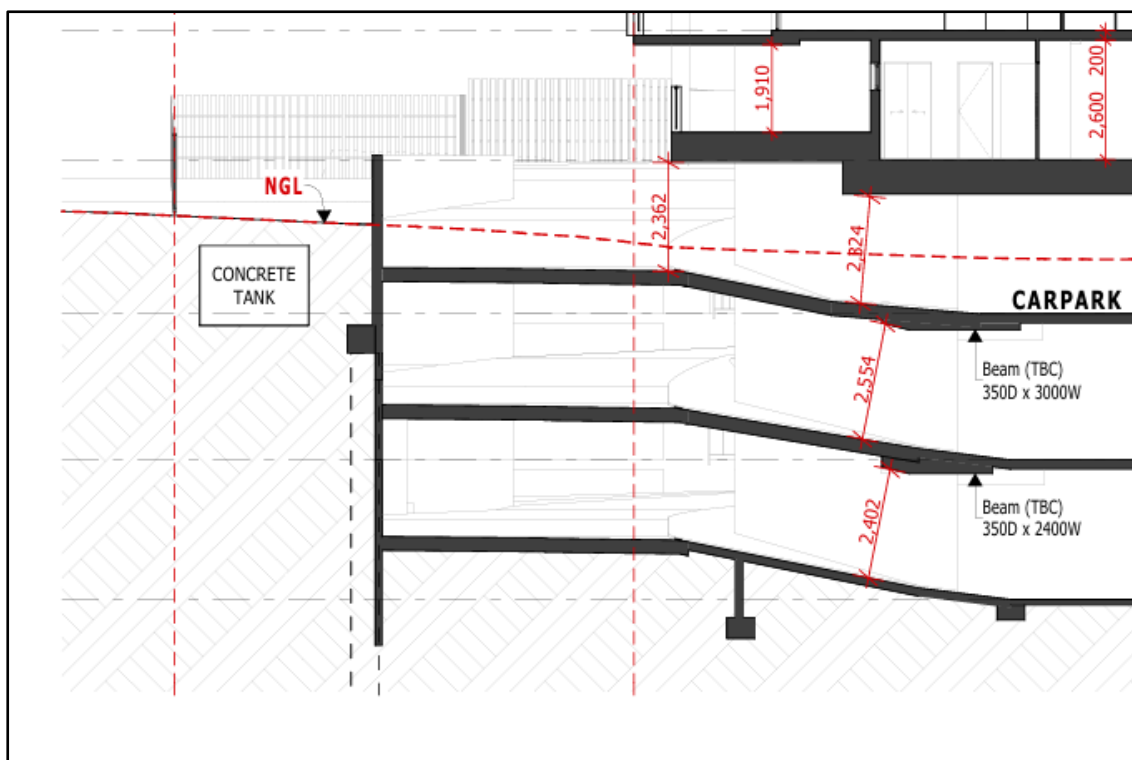 1,910
200
2,600
NGL
2,362
2,824
CONCRETE
TANK
CARPARK
2,554
Beam (TBC)
350D x 3000W
2,402
Beam (TBC)
350D x 2400W